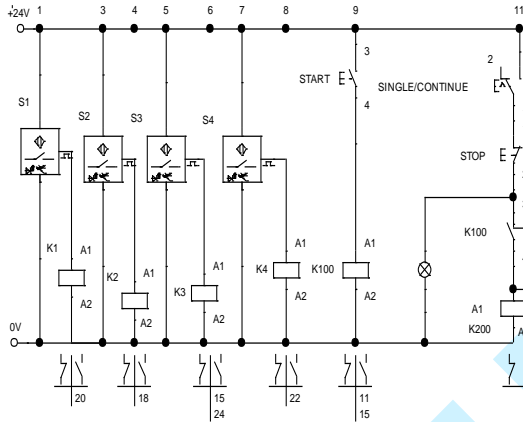 +24V 1 3 4 5 6 7 8 9 11
3
2
START E SINGLE/CONTINUE
4
S1 S2 S3 S4
STOP
K100
K1 A1 K2 A1 K3 A1 K4 A1 K100 A1
A2 A2 A2 A2 A2
A1
K200
0V
20 18 15 22 11
24 15